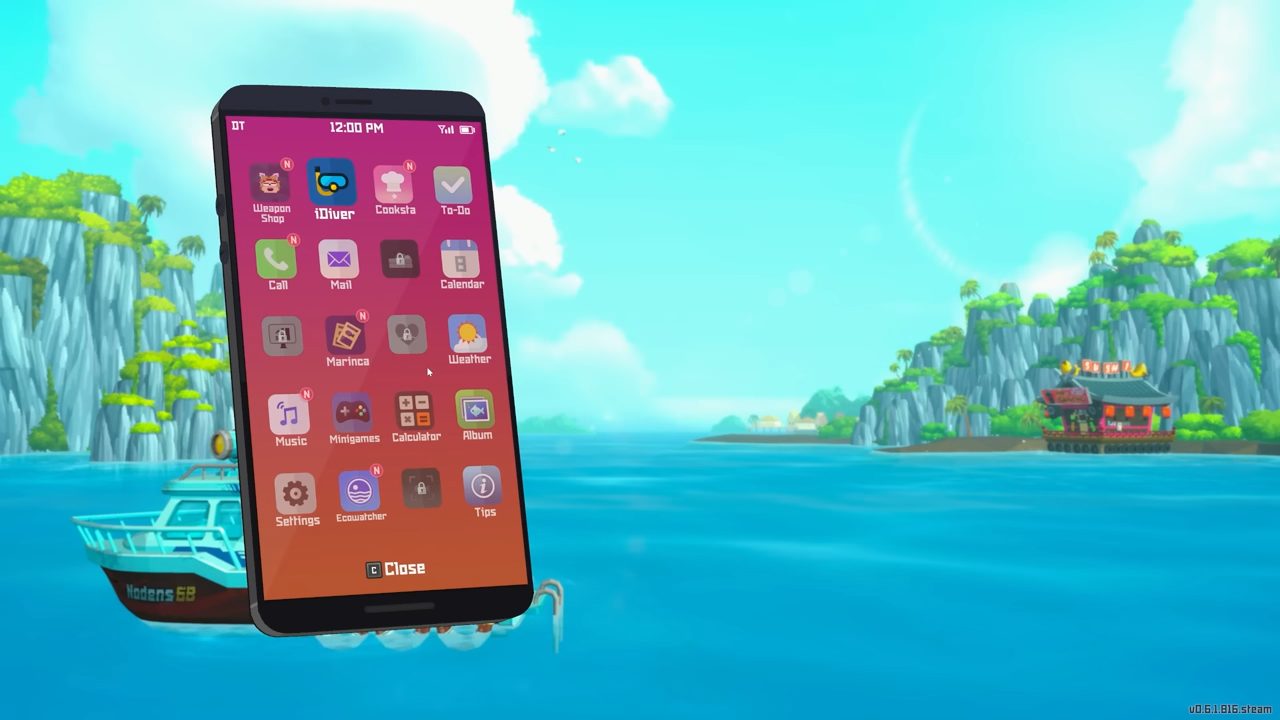 DT
12:00 PM
N
N
Weapon
Shop
iDiver
Cooksta
To-Do
N
Call
Mail
Calendar
N
Marinca
Weather
N
Music
Minigames
Calculator
Album
N
Settings
Ecowatcher
Tips
C Close
Nodens 68
SUSHI
v0.6.1.816.steam